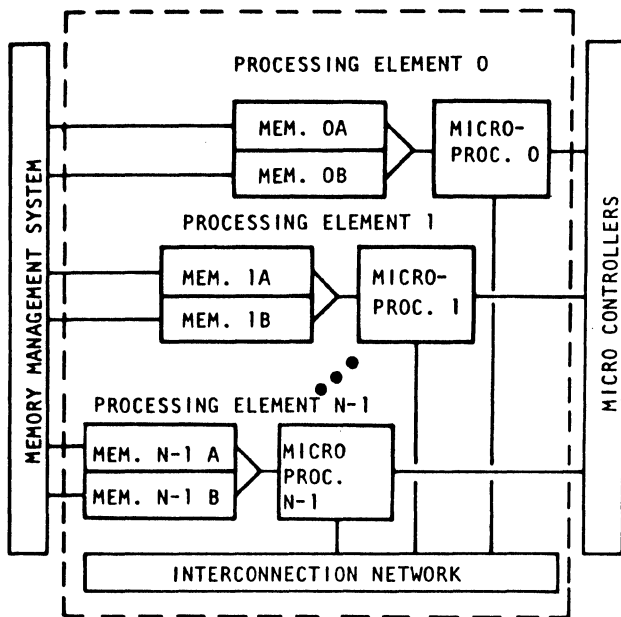 PROCESSING ELEMENT 0
MEM. 0A
MEM. 0B
MICRO-
PROC. 0
PROCESSING ELEMENT 1
MEM. 1A
MEM. 1B
MICRO-
PROC. 1
PROCESSING ELEMENT N-1
MEM. N-1 A
MEM. N-1 B
MICRO
PROC.
N-1
INTERCONNECTION NETWORK
MEMORY MANAGEMENT SYSTEM
MICRO CONTROLLERS